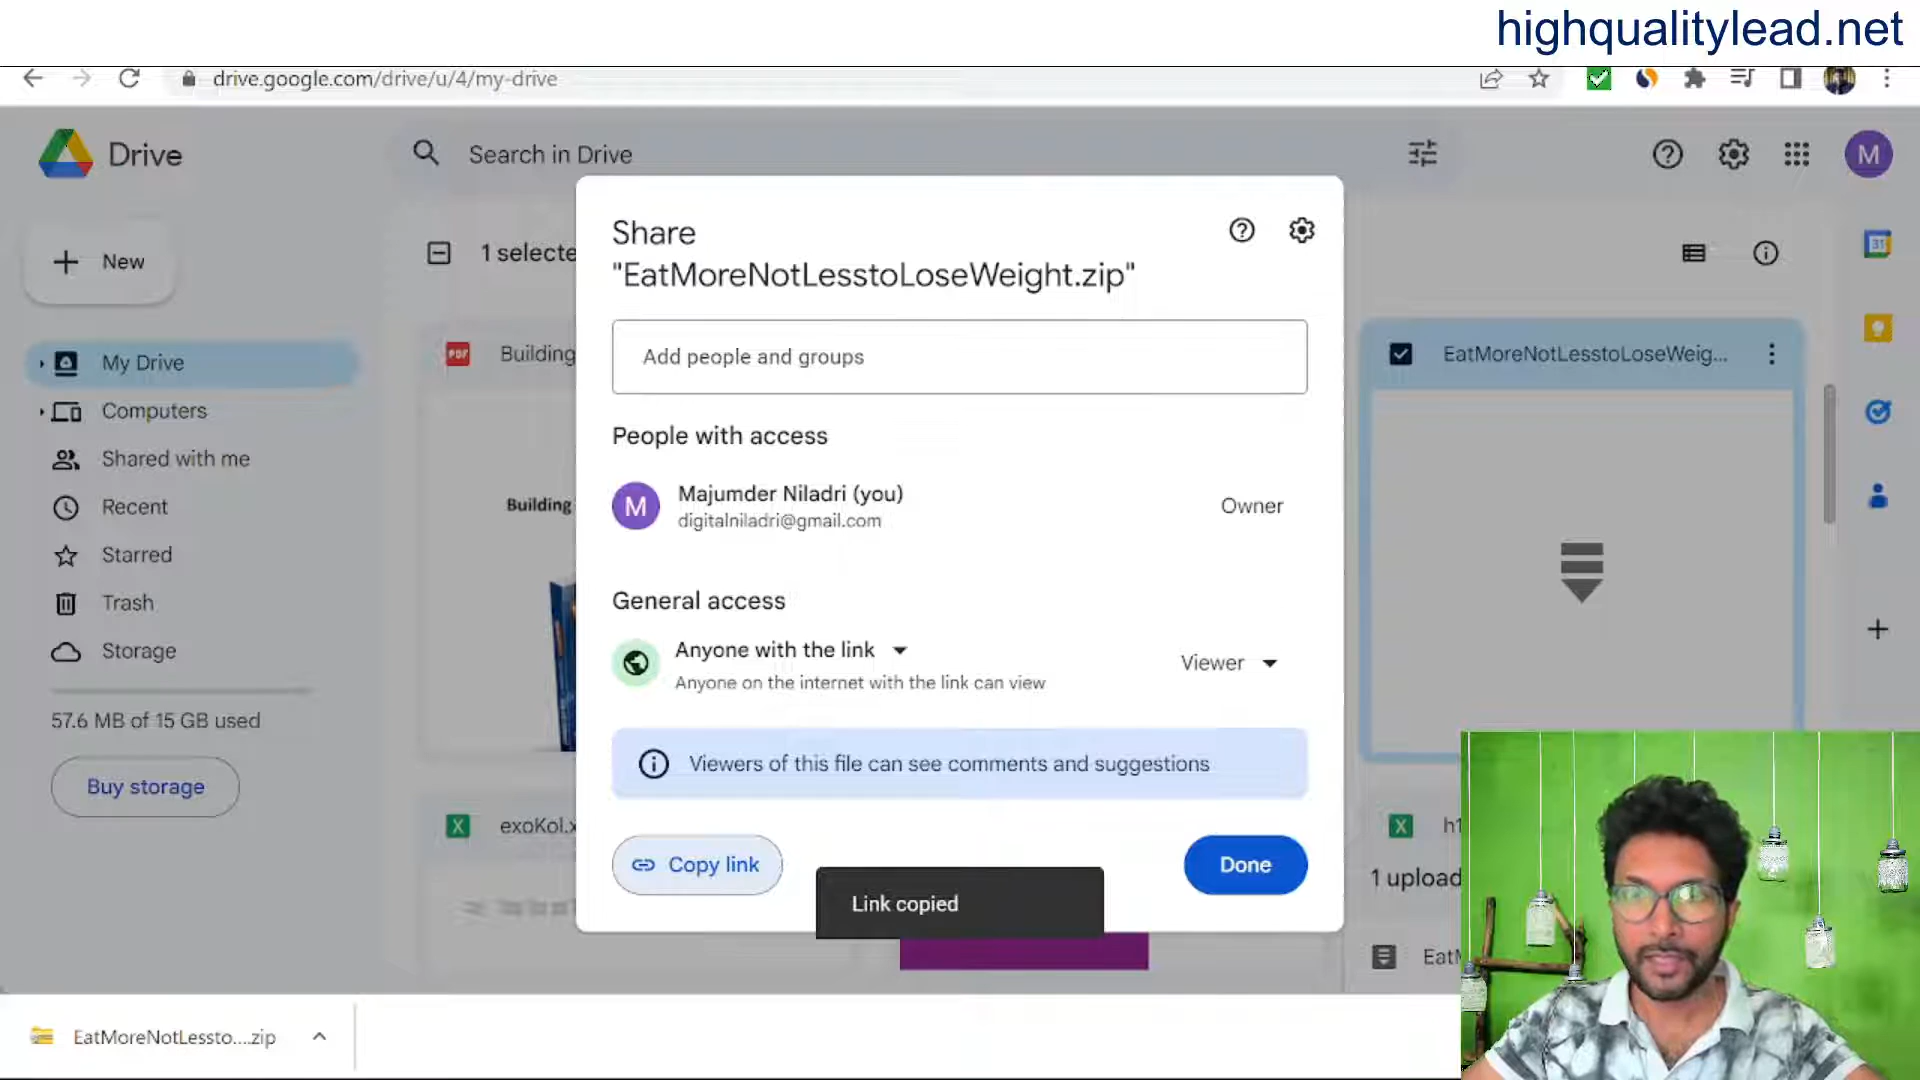 highqualitylead.net
drive.google.com/drive/u/4/my-drive
Drive
Search in Drive
M
New
1 selecte
Share
"EatMoreNotLesstoLoseWeight.zip"
31
My Drive
PDF
Building
Add people and groups
EatMoreNotLesstoLoseWeig...
Computers
People with access
Shared with me
M
Majumder Niladri (you)
digitalniladri@gmail.com
Owner
Recent
Building
Starred
Trash
General access
Storage
Anyone with the link
Anyone on the internet with the link can view
Viewer
57.6 MB of 15 GB used
Viewers of this file can see comments and suggestions
Buy storage
X
exoKol.x
X
h1
Copy link
Done
1 upload
Link copied
EatM
EatMoreNotLessto....zip